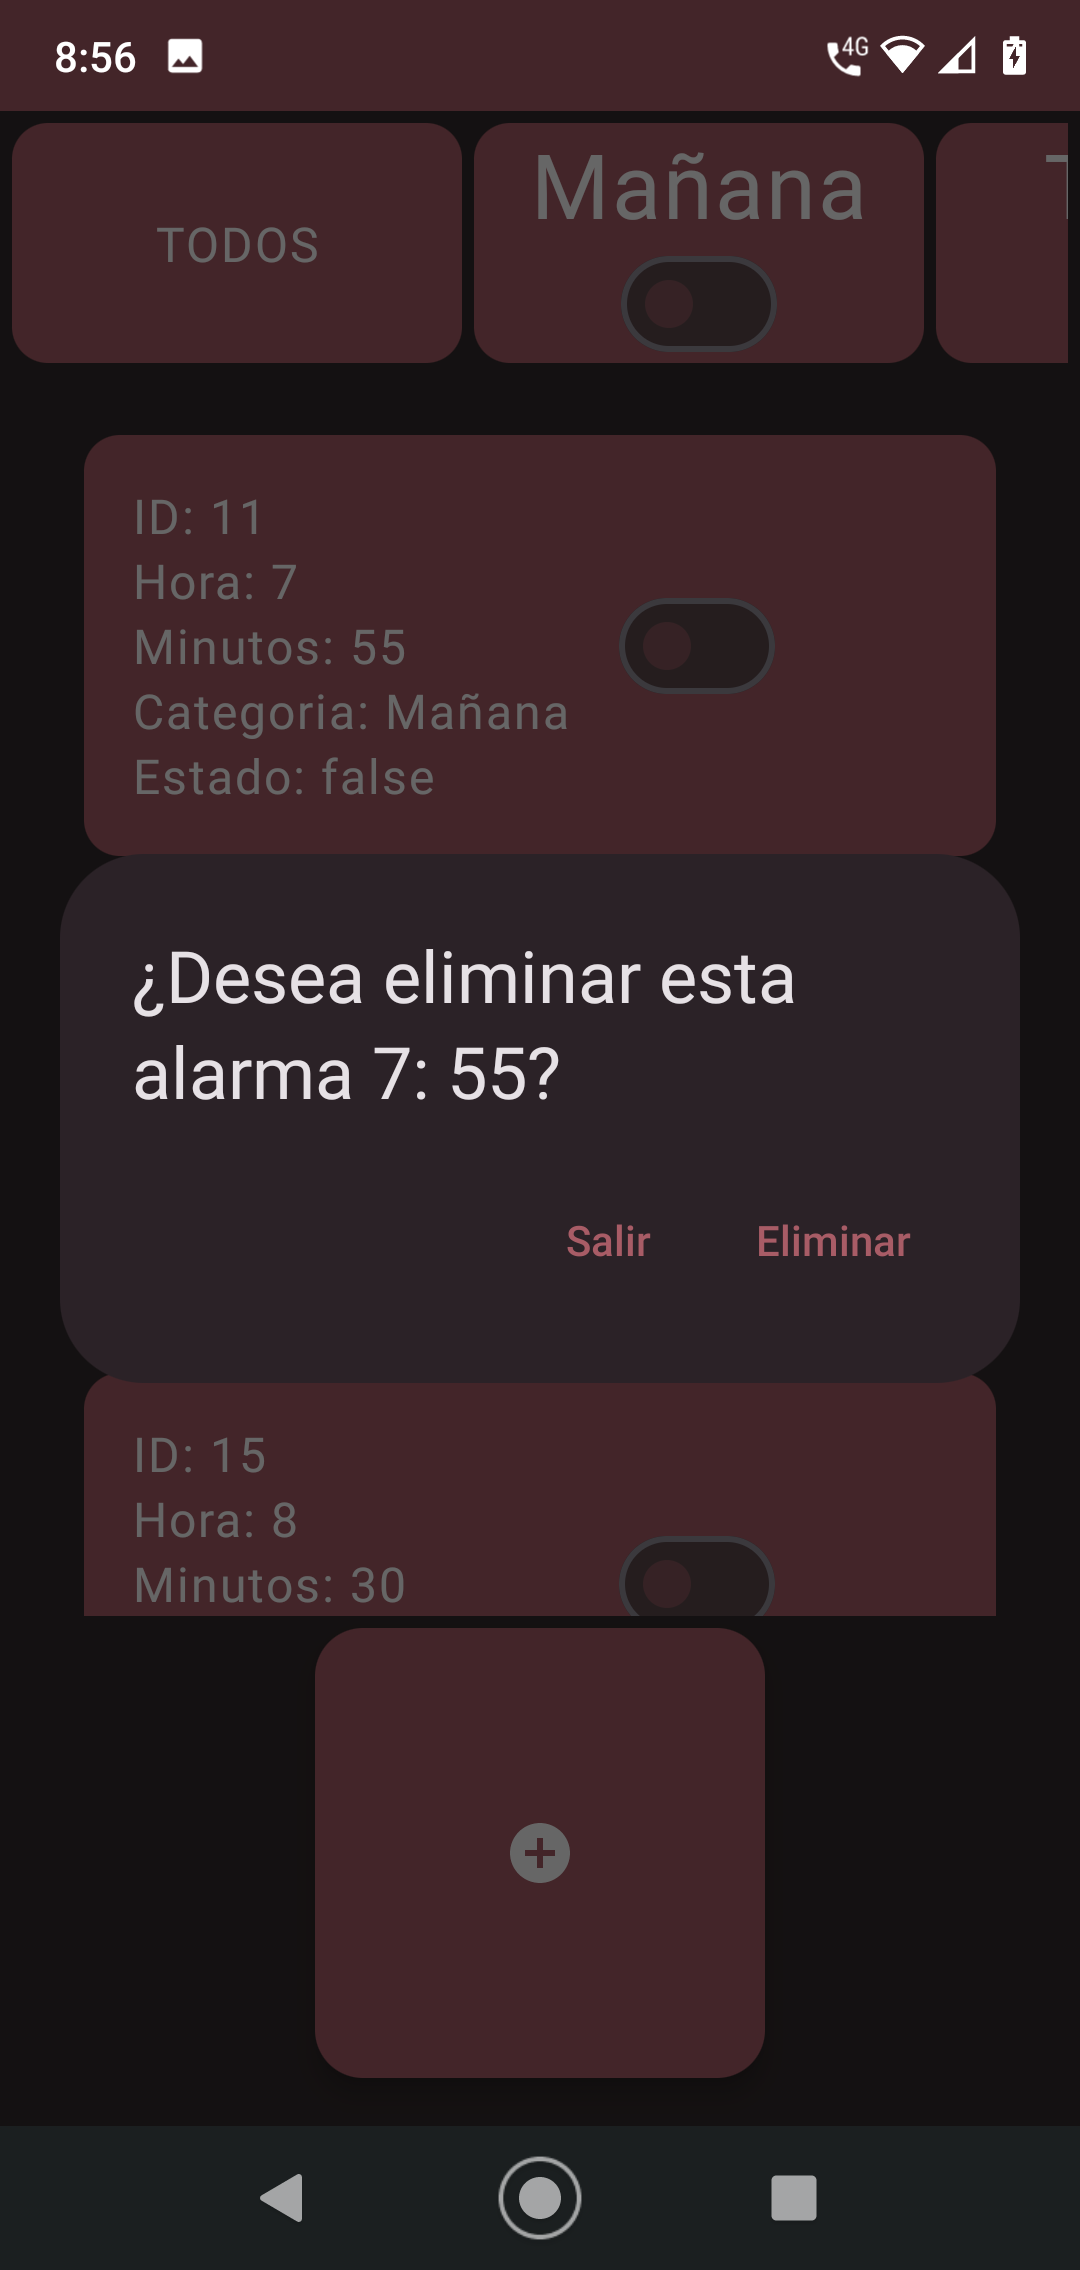 8:56
4G
TODOS
Mañana
ID: 11
Hora: 7
Minutos: 55
Categoria: Mañana
Estado: false
¿Desea eliminar esta
alarma 7: 55?
Salir
Eliminar
ID: 15
Hora: 8
Minutos: 30